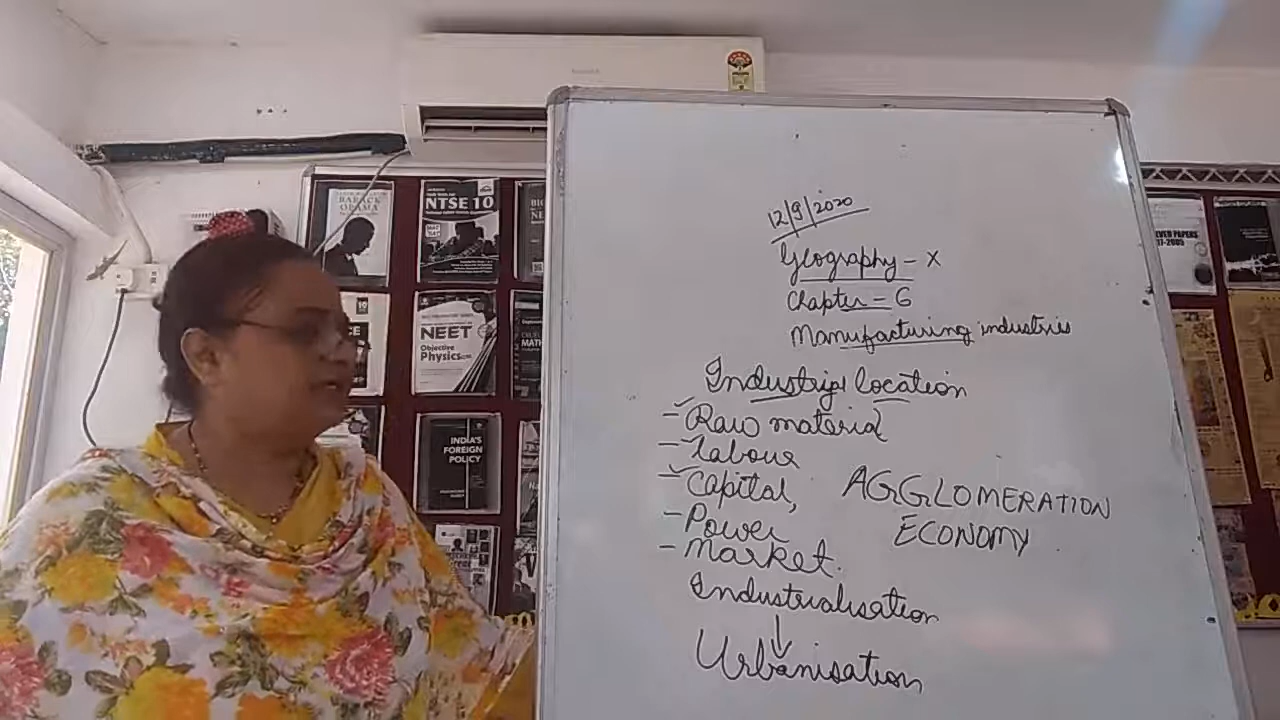 BARACK
OBAMA
NTSE 10
NEET
Objective
Physics
MATH
INDIA'S
FOREIGN
POLICY
12/9/2020
Geography - X
Chapter - 6
Manufacturing industries
Industrial location
- Raw material
- Labour
- Capital,
- Power
- Market.
AGGLOMERATION
ECONOMY
Industrialisation
↓
Urbanisation